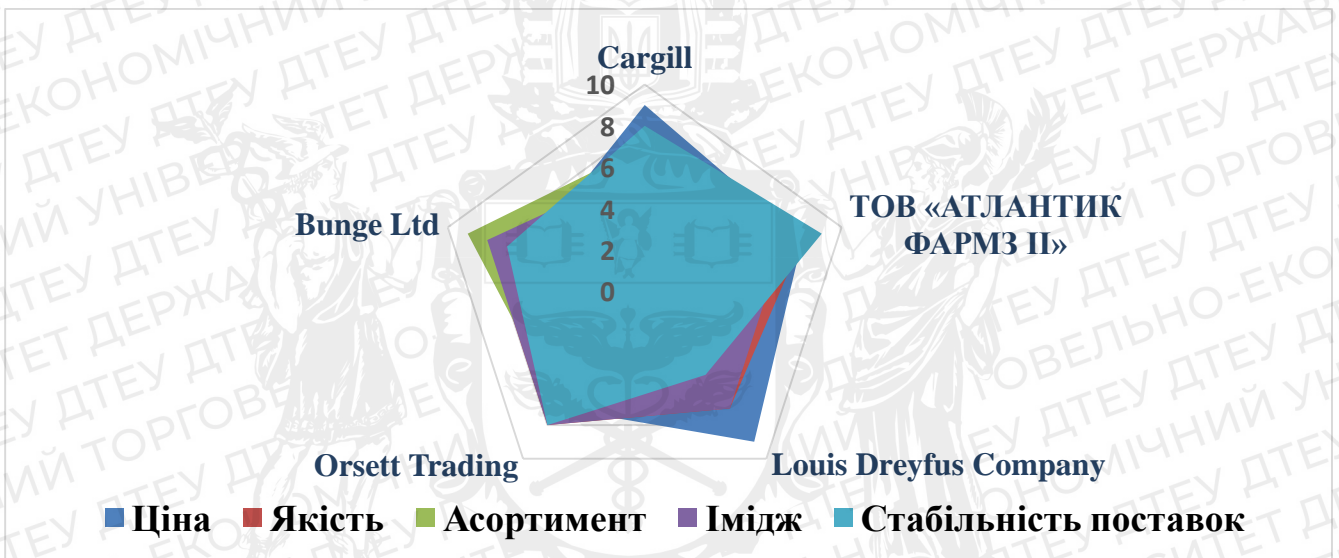 Cargill
10
8
6
4
2
0
ТОВ «АТЛАНТИК
ФАРМЗ ІІ»
Bunge Ltd
Orsett Trading
Louis Dreyfus Company
Ціна Якість Асортимент Імідж Стабільність поставок